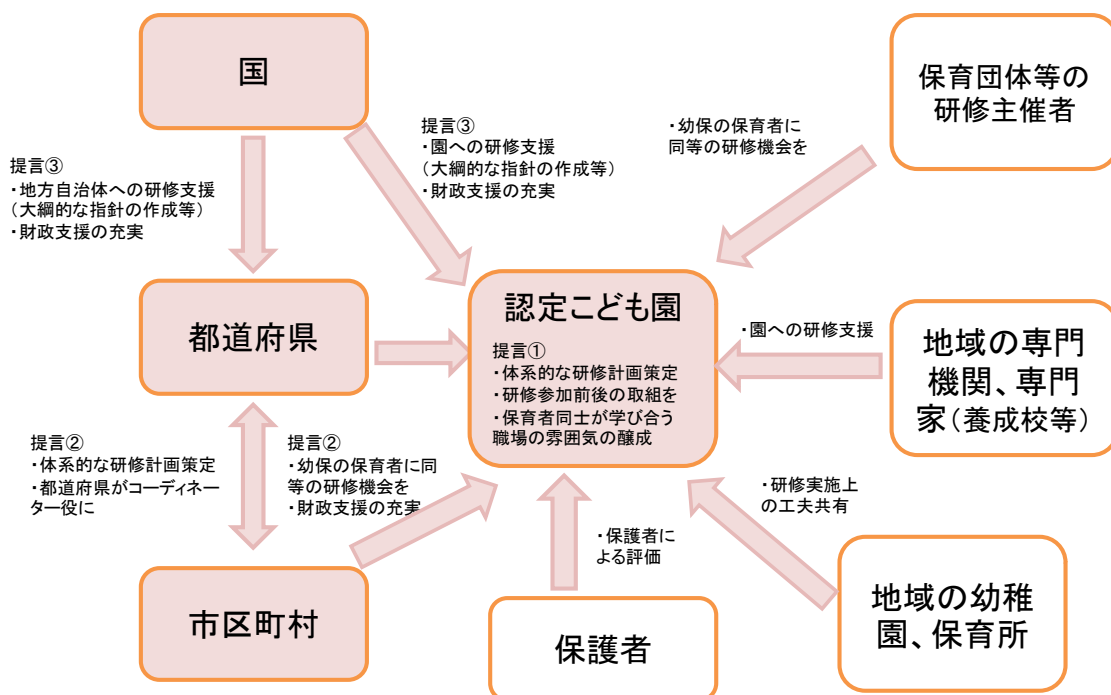 国
保育団体等の
研修主催者
提言③
・地方自治体への研修支援
（大綱的な指針の作成等）
・財政支援の充実
提言③
・園への研修支援
（大綱的な指針の作成等）
・財政支援の充実
・幼保の保育者に
同等の研修機会を
都道府県
認定こども園
提言①
・体系的な研修計画策定
・研修参加前後の取組を
・保育者同士が学び合う
職場の雰囲気の醸成
・園への研修支援
地域の専門
機関、専門
家（養成校等）
提言②
・体系的な研修計画策定
・都道府県がコーディネー
ター役に
提言②
・幼保の保育者に同
等の研修機会を
・財政支援の充実
・保護者に
よる評価
・研修実施上
の工夫共有
市区町村
保護者
地域の幼稚
園、保育所